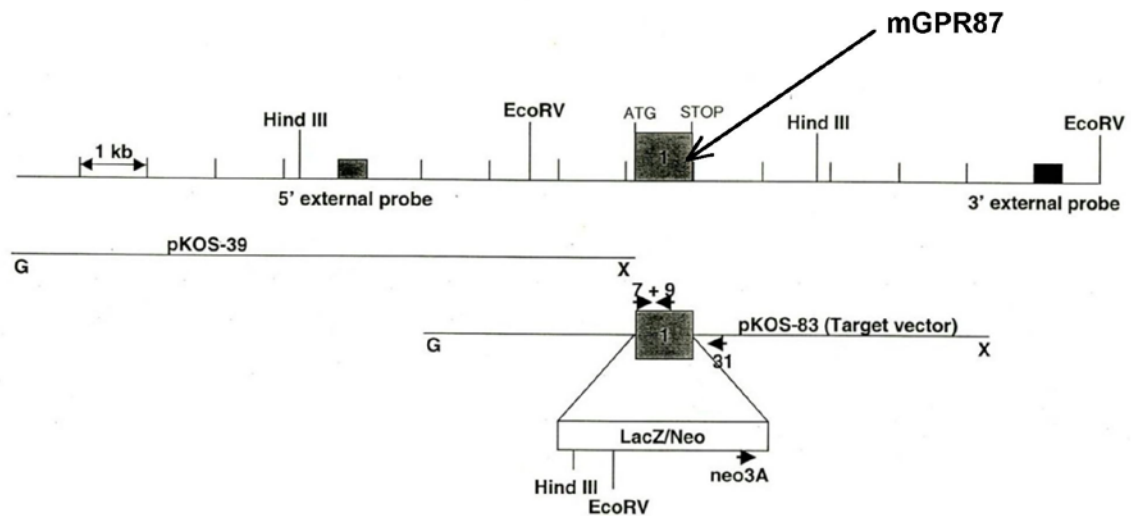 mGPR87
Hind III
EcoRV
ATG
STOP
Hind III
EcoRV
1 kb
1
5' external probe
3' external probe
pKOS-39
G
X
7 + 9
1
pKOS-83 (Target vector)
G
31
X
LacZ/Neo
neo3A
Hind III
EcoRV